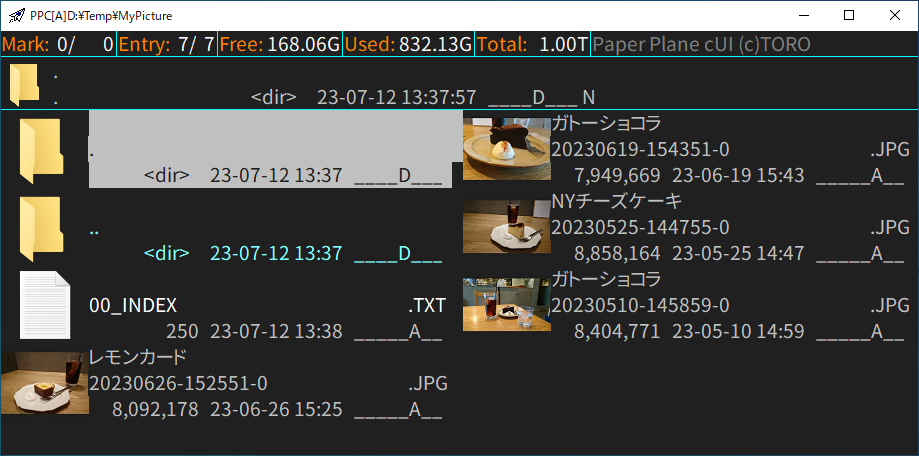 PPC[A]D:¥Temp¥MyPicture
Mark: 0/ 0 Entry: 7/ 7 Free: 168.06G Used: 832.13G Total: 1.00T Paper Plane cUI (c)TORO
.
. <dir> 23-07-12 13:37:57 ____D___ N
.
<dir> 23-07-12 13:37 ____D___
..
<dir> 23-07-12 13:37 ____D___
00_INDEX .TXT
250 23-07-12 13:38 _____A__
レモンカード
20230626-152551-0 .JPG
8,092,178 23-06-26 15:25 _____A__
ガトーショコラ
20230619-154351-0 .JPG
7,949,669 23-06-19 15:43 _____A__
NYチーズケーキ
20230525-144755-0 .JPG
8,858,164 23-05-25 14:47 _____A__
ガトーショコラ
20230510-145859-0 .JPG
8,404,771 23-05-10 14:59 _____A__